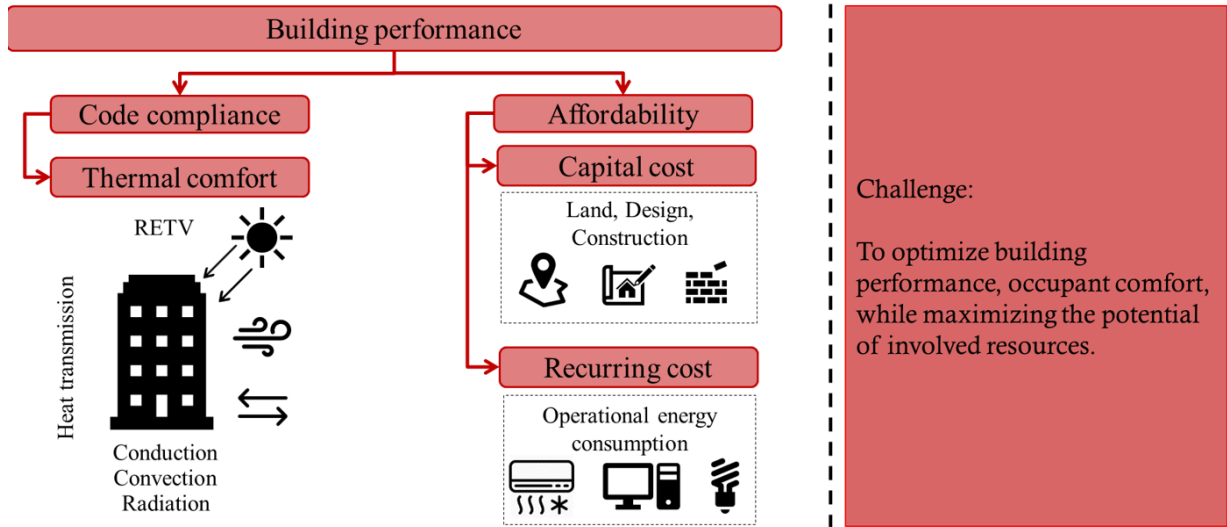 Building performance
Code compliance
Thermal comfort
RETV
Heat transmission
Conduction
Convection
Radiation
Affordability
Capital cost
Land, Design,
Construction
Recurring cost
Operational energy
consumption
Challenge:
To optimize building
performance, occupant comfort,
while maximizing the potential
of involved resources.